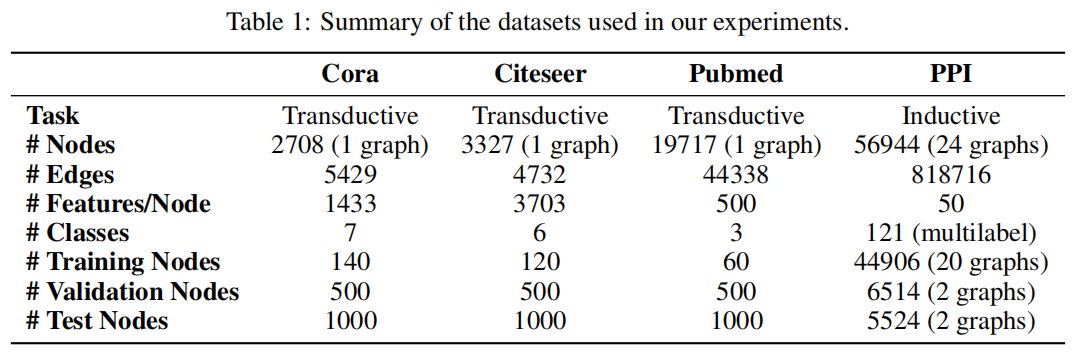 Table 1: Summary of the datasets used in our experiments.
Cora Citeseer Pubmed PPI
Task Transductive Transductive Transductive Inductive
# Nodes 2708 (1 graph) 3327 (1 graph) 19717 (1 graph) 56944 (24 graphs)
# Edges 5429 4732 44338 818716
# Features/Node 1433 3703 500 50
# Classes 7 6 3 121 (multilabel)
# Training Nodes 140 120 60 44906 (20 graphs)
# Validation Nodes 500 500 500 6514 (2 graphs)
# Test Nodes 1000 1000 1000 5524 (2 graphs)